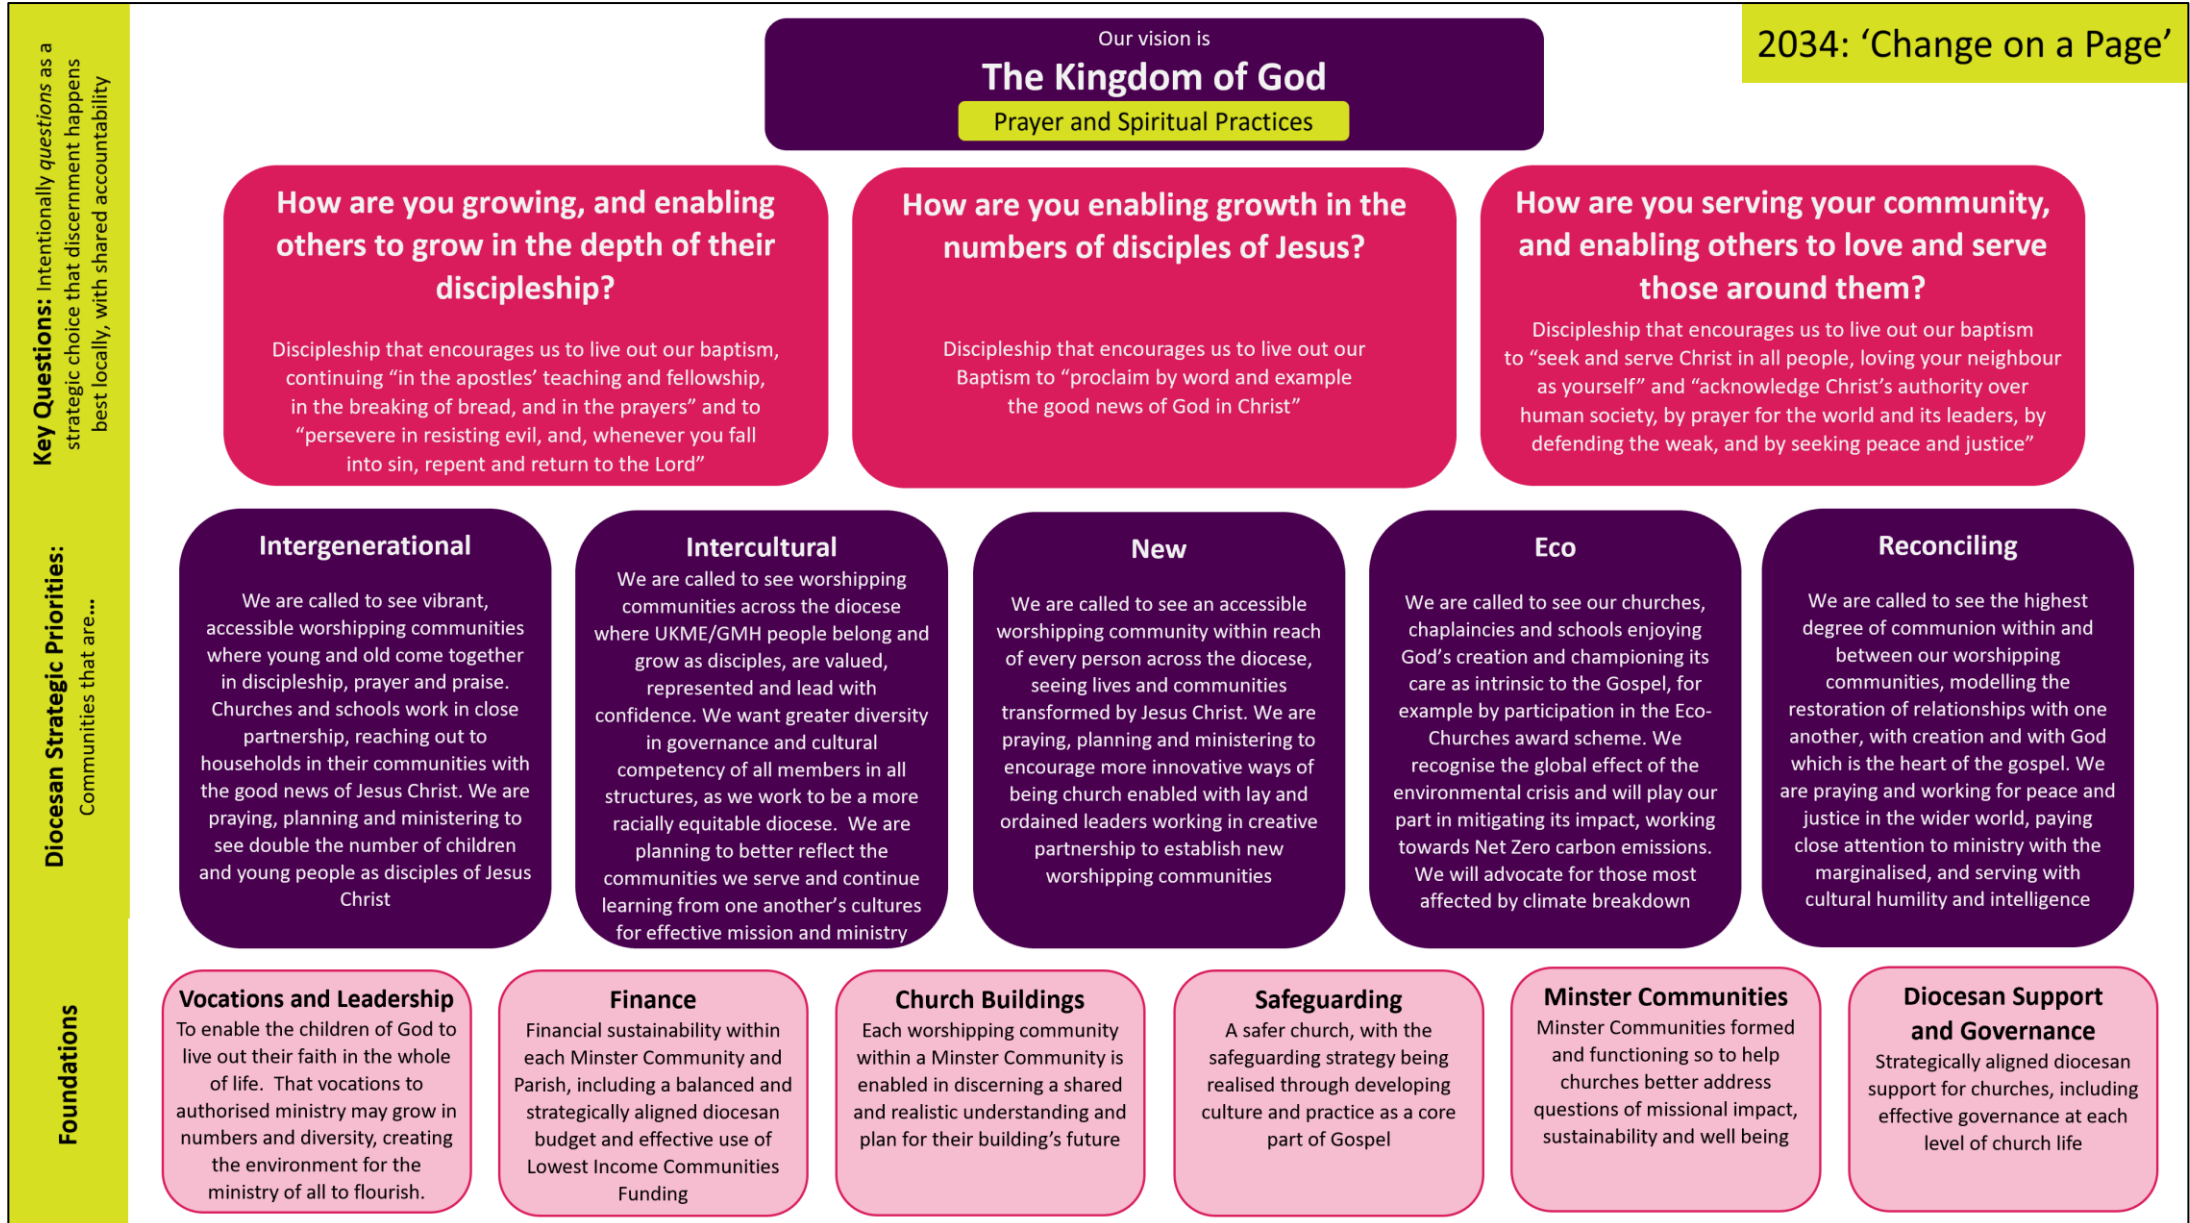 2034: ‘Change on a Page’
Our vision is
The Kingdom of God
Prayer and Spiritual Practices
Key Questions: Intentionally questions as a
strategic choice that discernment happens
best locally, with shared accountability
How are you growing, and enabling
others to grow in the depth of their
discipleship?
Discipleship that encourages us to live out our baptism,
continuing “in the apostles’ teaching and fellowship,
in the breaking of bread, and in the prayers” and to
“persevere in resisting evil, and, whenever you fall
into sin, repent and return to the Lord”
How are you enabling growth in the
numbers of disciples of Jesus?
Discipleship that encourages us to live out our
Baptism to “proclaim by word and example
the good news of God in Christ”
How are you serving your community,
and enabling others to love and serve
those around them?
Discipleship that encourages us to live out our baptism
to “seek and serve Christ in all people, loving your neighbour
as yourself” and “acknowledge Christ’s authority over
human society, by prayer for the world and its leaders, by
defending the weak, and by seeking peace and justice”
Diocesan Strategic Priorities:
Communities that are...
Intergenerational
We are called to see vibrant,
accessible worshipping communities
where young and old come together
in discipleship, prayer and praise.
Churches and schools work in close
partnership, reaching out to
households in their communities with
the good news of Jesus Christ. We are
praying, planning and ministering to
see double the number of children
and young people as disciples of Jesus
Christ
Intercultural
We are called to see worshipping
communities across the diocese
where UKME/GMH people belong and
grow as disciples, are valued,
represented and lead with
confidence. We want greater diversity
in governance and cultural
competency of all members in all
structures, as we work to be a more
racially equitable diocese. We are
planning to better reflect the
communities we serve and continue
learning from one another’s cultures
for effective mission and ministry
New
We are called to see an accessible
worshipping community within reach
of every person across the diocese,
seeing lives and communities
transformed by Jesus Christ. We are
praying, planning and ministering to
encourage more innovative ways of
being church enabled with lay and
ordained leaders working in creative
partnership to establish new
worshipping communities
Eco
We are called to see our churches,
chaplaincies and schools enjoying
God’s creation and championing its
care as intrinsic to the Gospel, for
example by participation in the Eco-
Churches award scheme. We
recognise the global effect of the
environmental crisis and will play our
part in mitigating its impact, working
towards Net Zero carbon emissions.
We will advocate for those most
affected by climate breakdown
Reconciling
We are called to see the highest
degree of communion within and
between our worshipping
communities, modelling the
restoration of relationships with one
another, with creation and with God
which is the heart of the gospel. We
are praying and working for peace and
justice in the wider world, paying
close attention to ministry with the
marginalised, and serving with
cultural humility and intelligence
Foundations
Vocations and Leadership
To enable the children of God to
live out their faith in the whole
of life. That vocations to
authorised ministry may grow in
numbers and diversity, creating
the environment for the
ministry of all to flourish.
Finance
Financial sustainability within
each Minster Community and
Parish, including a balanced and
strategically aligned diocesan
budget and effective use of
Lowest Income Communities
Funding
Church Buildings
Each worshipping community
within a Minster Community is
enabled in discerning a shared
and realistic understanding and
plan for their building’s future
Safeguarding
A safer church, with the
safeguarding strategy being
realised through developing
culture and practice as a core
part of Gospel
Minster Communities
Minster Communities formed
and functioning so to help
churches better address
questions of missional impact,
sustainability and well being
Diocesan Support
and Governance
Strategically aligned diocesan
support for churches, including
effective governance at each
level of church life